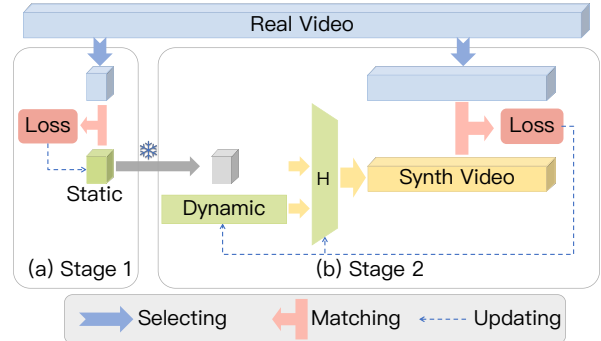 Real Video
Loss
Static
(a) Stage 1
Dynamic
H
Loss
Synth Video
(b) Stage 2
Selecting
Matching
Updating